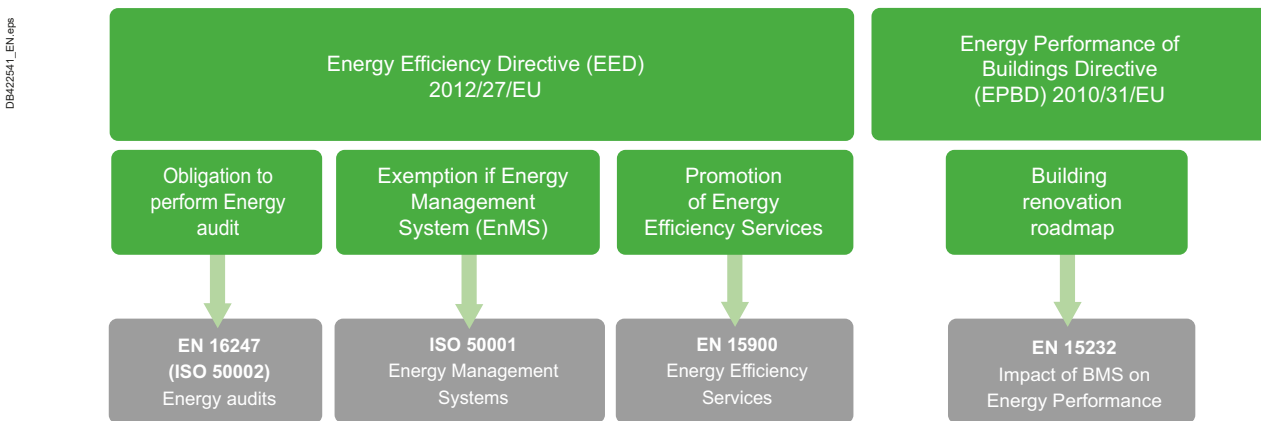 DB422541_EN.eps
Energy Efficiency Directive (EED)
2012/27/EU
Energy Performance of
Buildings Directive
(EPBD) 2010/31/EU
Obligation to
perform Energy
audit
Exemption if Energy
Management
System (EnMS)
Promotion
of Energy
Efficiency Services
Building
renovation
roadmap
EN 16247
(ISO 50002)
Energy audits
ISO 50001
Energy Management
Systems
EN 15900
Energy Efficiency
Services
EN 15232
Impact of BMS on
Energy Performance